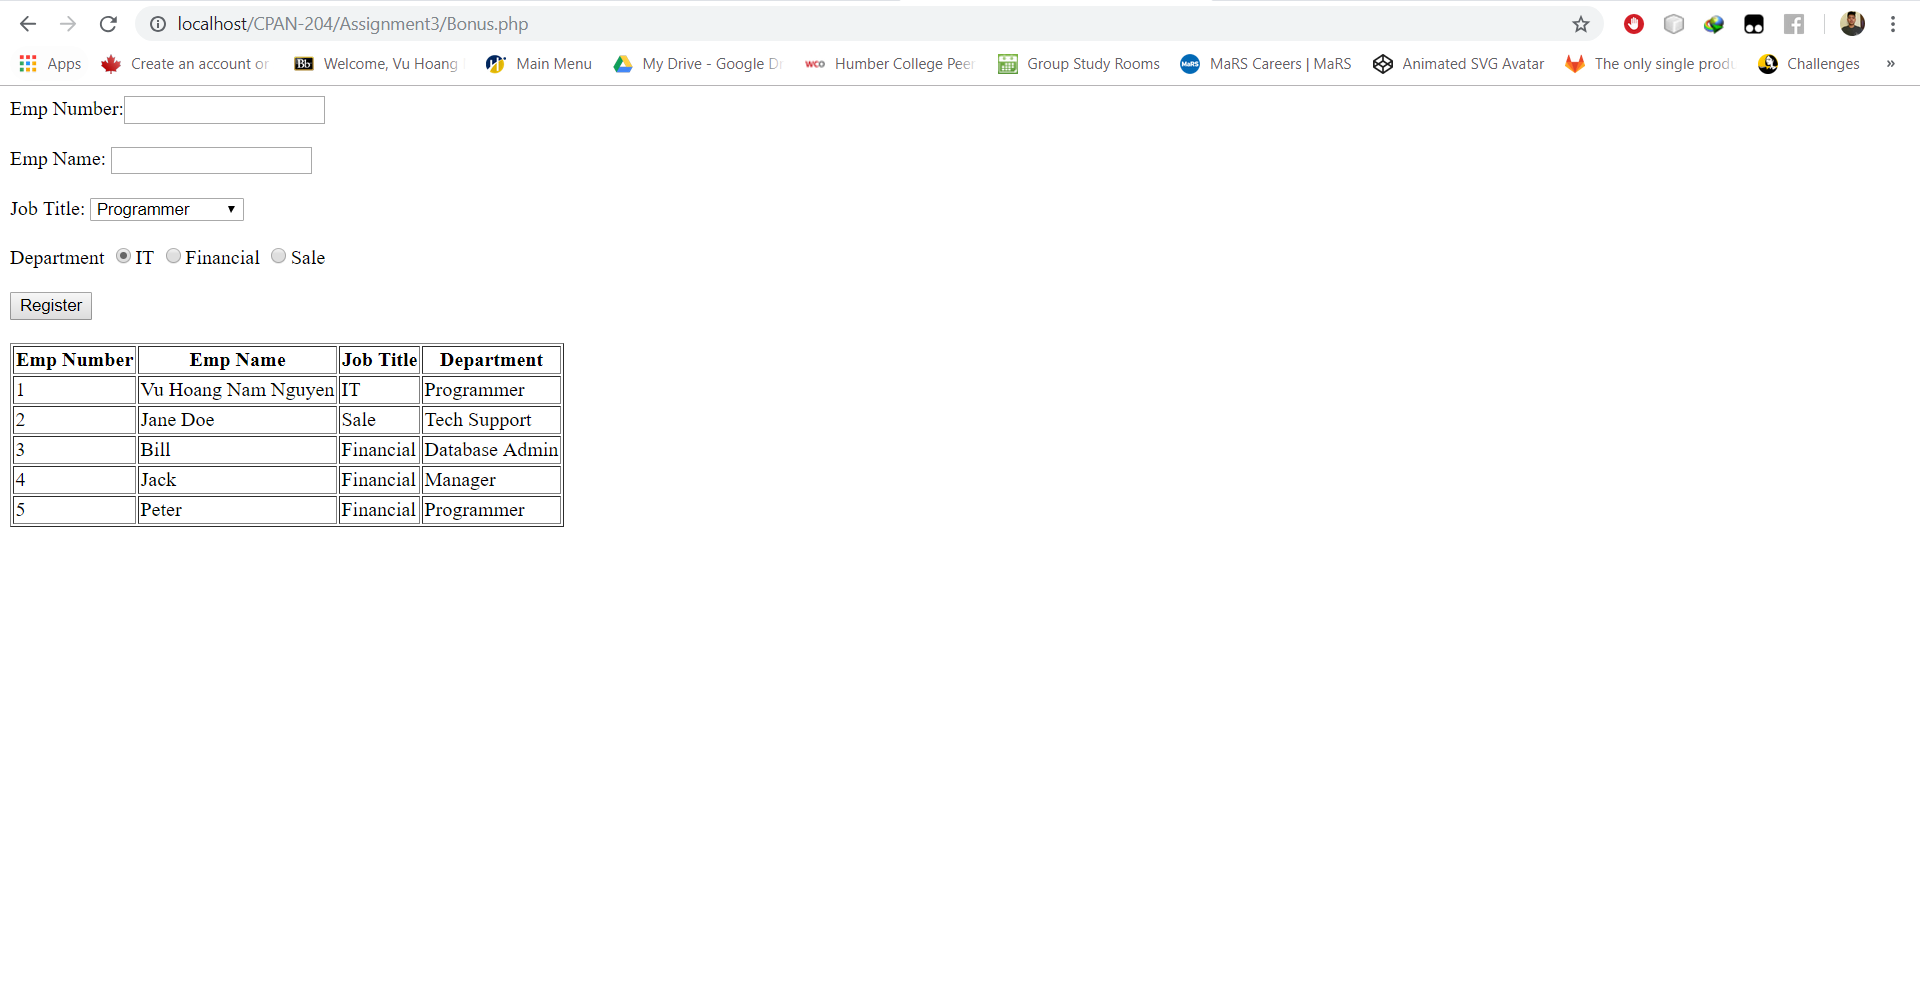 localhost/CPAN-204/Assignment3/Bonus.php
Apps Create an account or Bb Welcome, Vu Hoang Main Menu My Drive - Google D wco Humber College Peer Group Study Rooms MaRS MaRS Careers | MaRS Animated SVG Avatar The only single produ Challenges »
Emp Number:
Emp Name:
Job Title: Programmer
Department IT Financial Sale
Register
Emp Number Emp Name Job Title Department
1 Vu Hoang Nam Nguyen IT Programmer
2 Jane Doe Sale Tech Support
3 Bill Financial Database Admin
4 Jack Financial Manager
5 Peter Financial Programmer